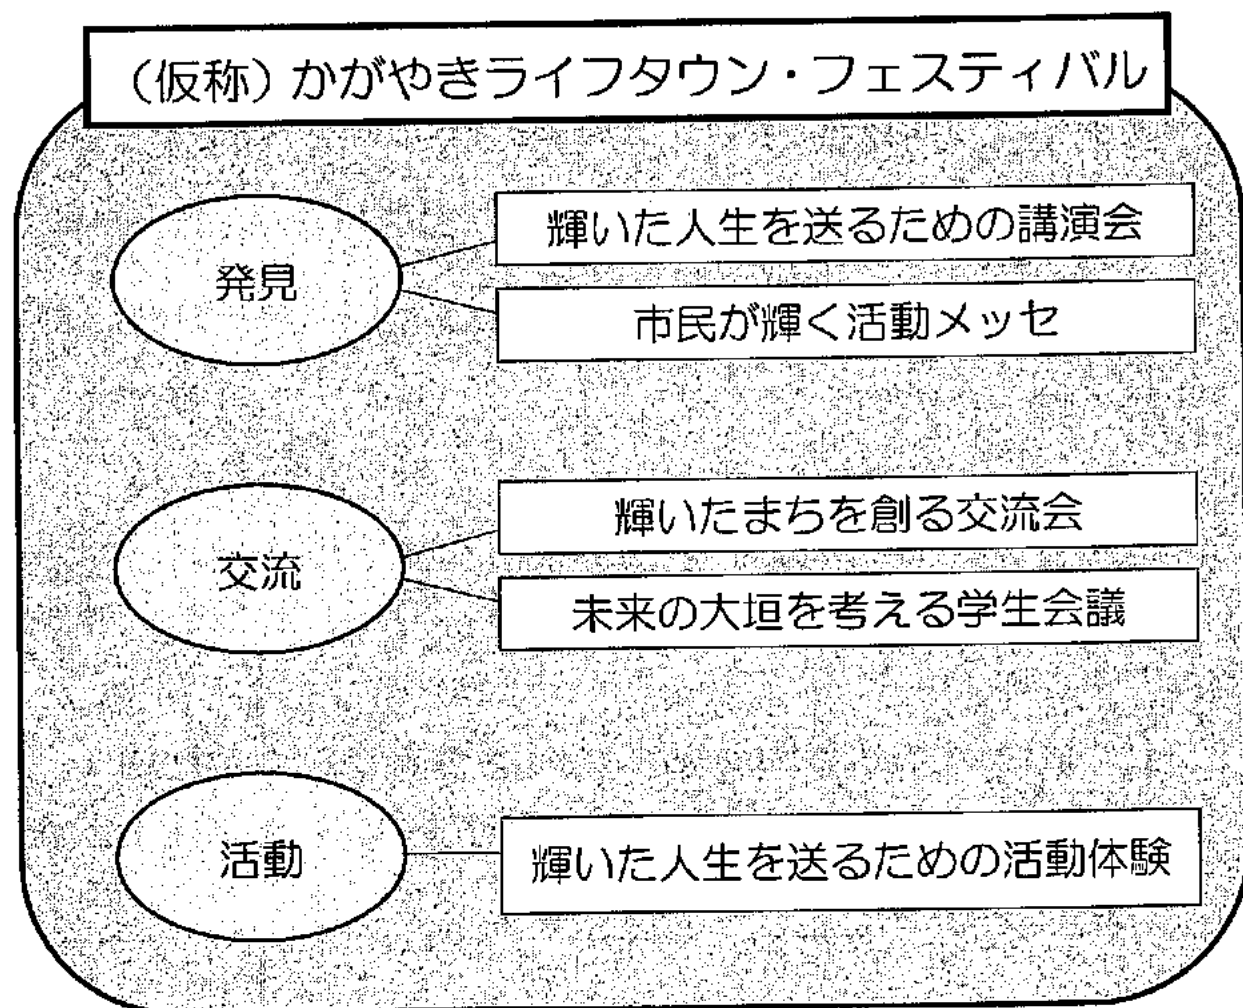 （仮称）かがやきライフタウン・フェスティバル
発見
輝いた人生を送るための講演会
市民が輝く活動メッセ
交流
輝いたまちを創る交流会
未来の大垣を考える学生会議
活動
輝いた人生を送るための活動体験